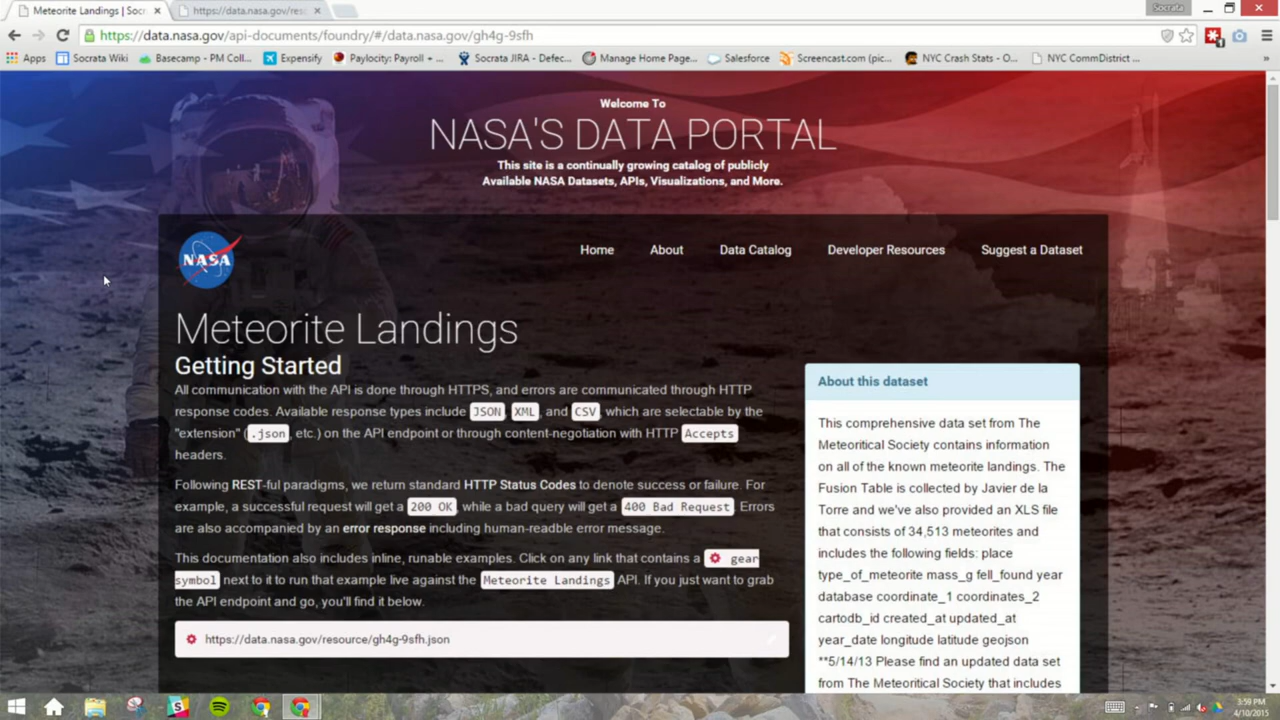 Meteorite Landings | Socr
https://data.nasa.gov/res
Socrata
https://data.nasa.gov/api-documents/foundry/#/data.nasa.gov/gh4g-9sfh
Apps Socrata Wiki Basecamp - PM Coll... Expensify Paylocity: Payroll + ... Socrata JIRA - Defec... Manage Home Page... Salesforce Screencast.com (pic... NYC Crash Stats - O... NYC CommDistrict ... »
Welcome To
NASA'S DATA PORTAL
This site is a continually growing catalog of publicly
Available NASA Datasets, APIs, Visualizations, and More.
NASA
Home About Data Catalog Developer Resources Suggest a Dataset
Meteorite Landings
Getting Started
All communication with the API is done through HTTPS, and errors are communicated through HTTP
response codes. Available response types include JSON, XML, and CSV, which are selectable by the
"extension" (.json, etc.) on the API endpoint or through content-negotiation with HTTP Accepts
headers.
Following REST-ful paradigms, we return standard HTTP Status Codes to denote success or failure. For
example, a successful request will get a 200 OK, while a bad query will get a 400 Bad Request. Errors
are also accompanied by an error response including human-readble error message.
This documentation also includes inline, runable examples. Click on any link that contains a gear
symbol next to it to run that example live against the Meteorite Landings API. If you just want to grab
the API endpoint and go, you'll find it below.
https://data.nasa.gov/resource/gh4g-9sfh.json
About this dataset
This comprehensive data set from The
Meteoritical Society contains information
on all of the known meteorite landings. The
Fusion Table is collected by Javier de la
Torre and we've also provided an XLS file
that consists of 34,513 meteorites and
includes the following fields: place
type_of_meteorite mass_g fell_found year
database coordinate_1 coordinates_2
cartodb_id created_at updated_at
year_date longitude latitude geojson
**5/14/13 Please find an updated data set
from The Meteoritical Society that includes
3:59 PM
4/10/2015